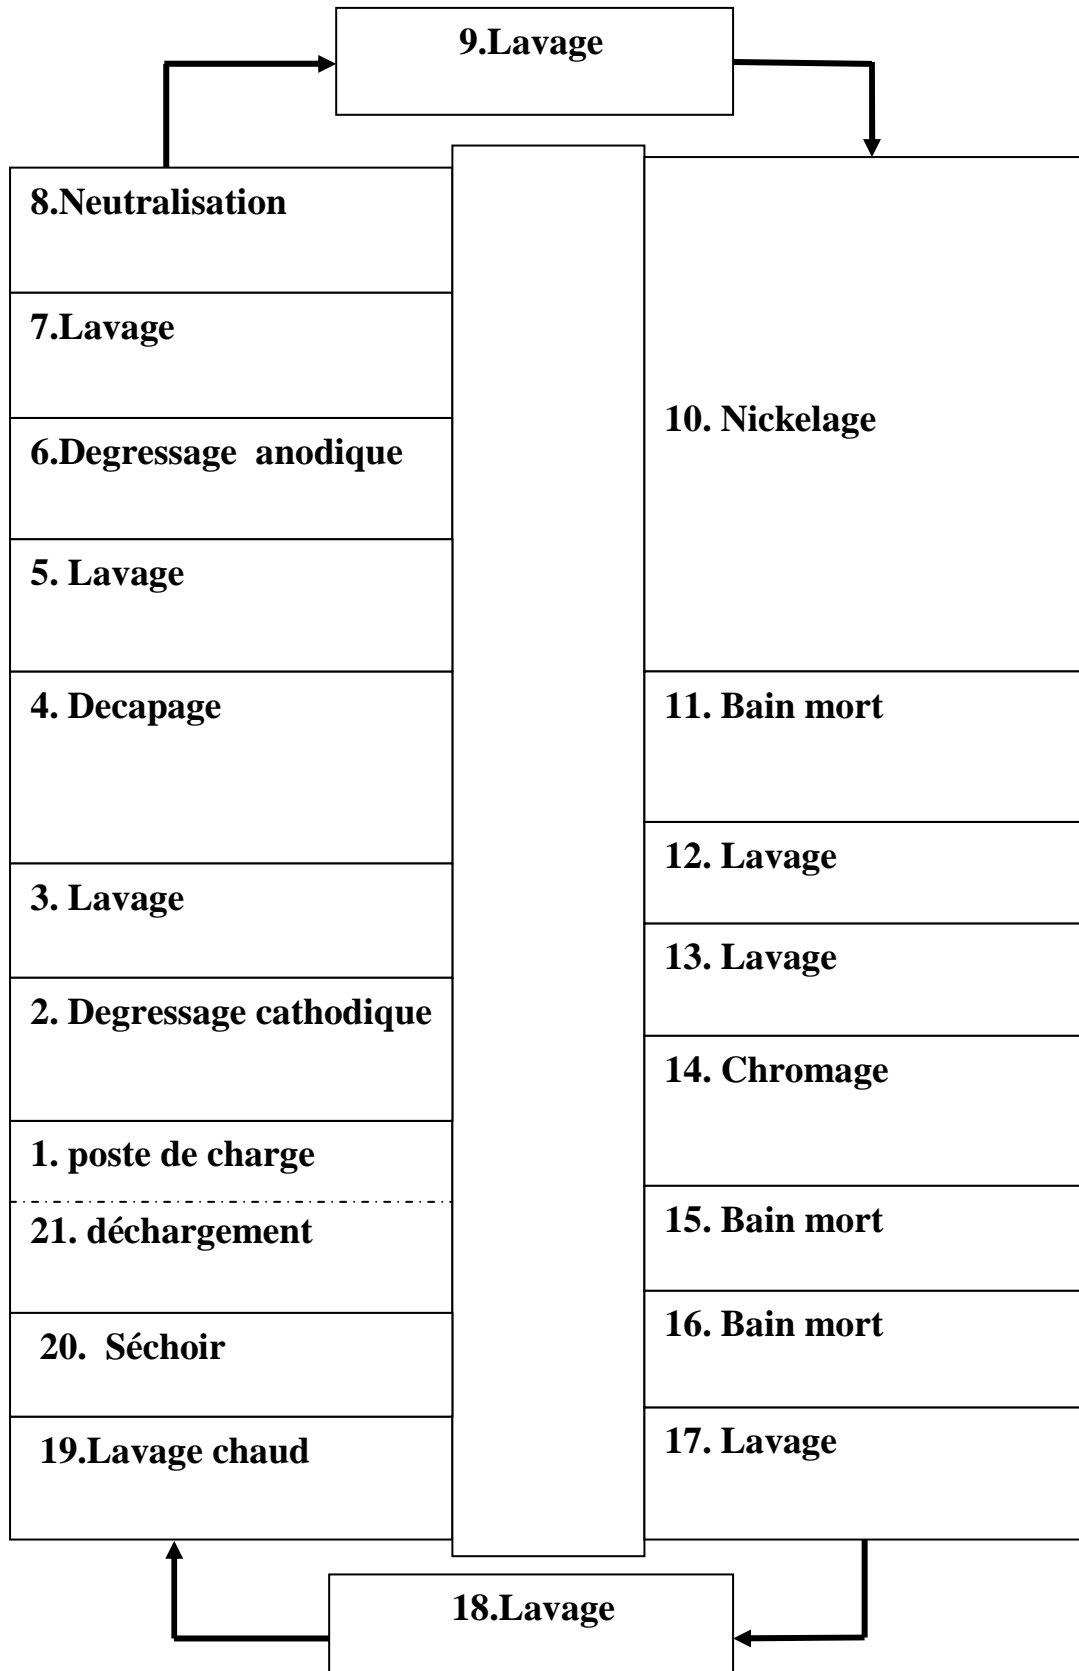 9.Lavage
8.Neutralisation
7.Lavage
6.Degressage  anodique
5. Lavage
4. Decapage
3. Lavage
2. Degressage cathodique
1. poste de charge
21. déchargement
20.  Séchoir
19.Lavage chaud
10. Nickelage
11. Bain mort
12. Lavage
13. Lavage
14. Chromage
15. Bain mort
16. Bain mort
17. Lavage
18.Lavage